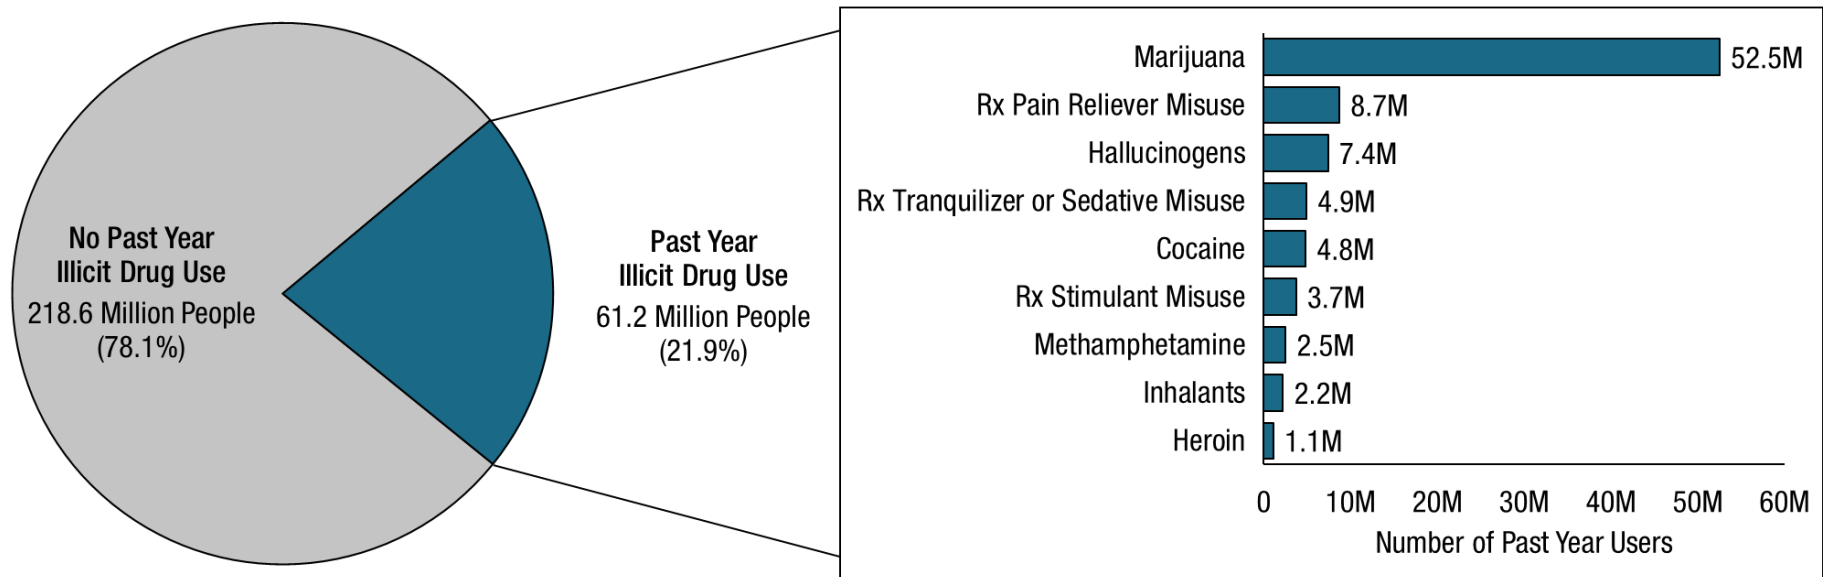 No Past Year
Illicit Drug Use
218.6 Million People
(78.1%)
Past Year
Illicit Drug Use
61.2 Million People
(21.9%)
Marijuana 52.5M
Rx Pain Reliever Misuse 8.7M
Hallucinogens 7.4M
Rx Tranquilizer or Sedative Misuse 4.9M
Cocaine 4.8M
Rx Stimulant Misuse 3.7M
Methamphetamine 2.5M
Inhalants 2.2M
Heroin 1.1M
0 10M 20M 30M 40M 50M 60M
Number of Past Year Users